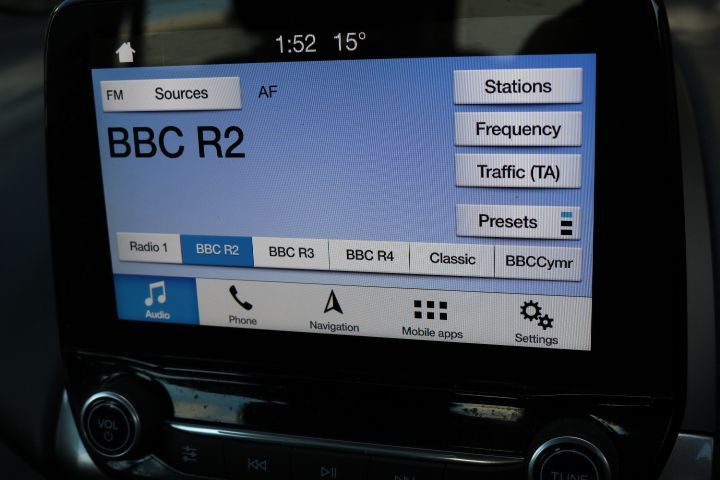 1:52 15°
FM Sources AF
Stations
BBC R2
Frequency
Traffic (TA)
Presets
Radio 1 BBC R2 BBC R3 BBC R4 Classic BBCCymr
Audio Phone Navigation Mobile apps Settings
VOL
TUNE